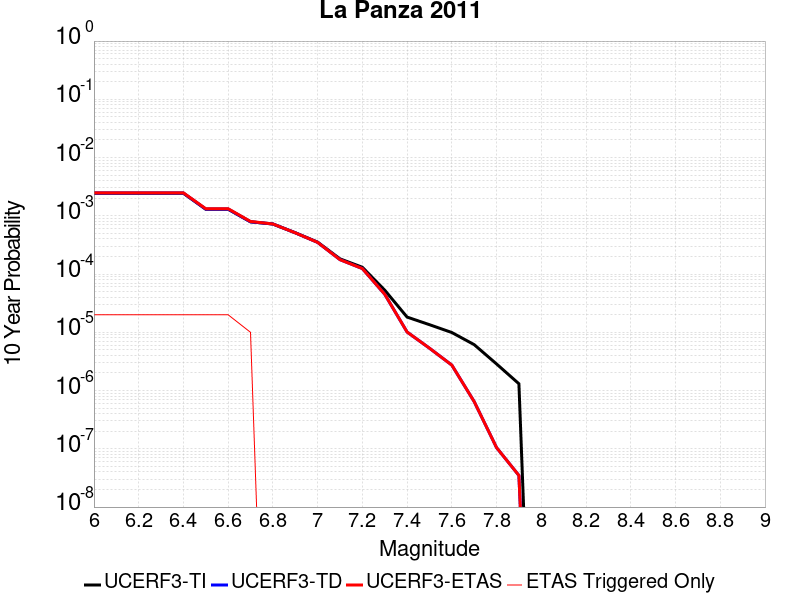 La Panza 2011
10^0
10^-1
10^-2
10^-3
10^-4
10^-5
10^-6
10^-7
10^-8
10 Year Probability
6 6.2 6.4 6.6 6.8 7 7.2 7.4 7.6 7.8 8 8.2 8.4 8.6 8.8 9
Magnitude
UCERF3-TI UCERF3-TD UCERF3-ETAS ETAS Triggered Only